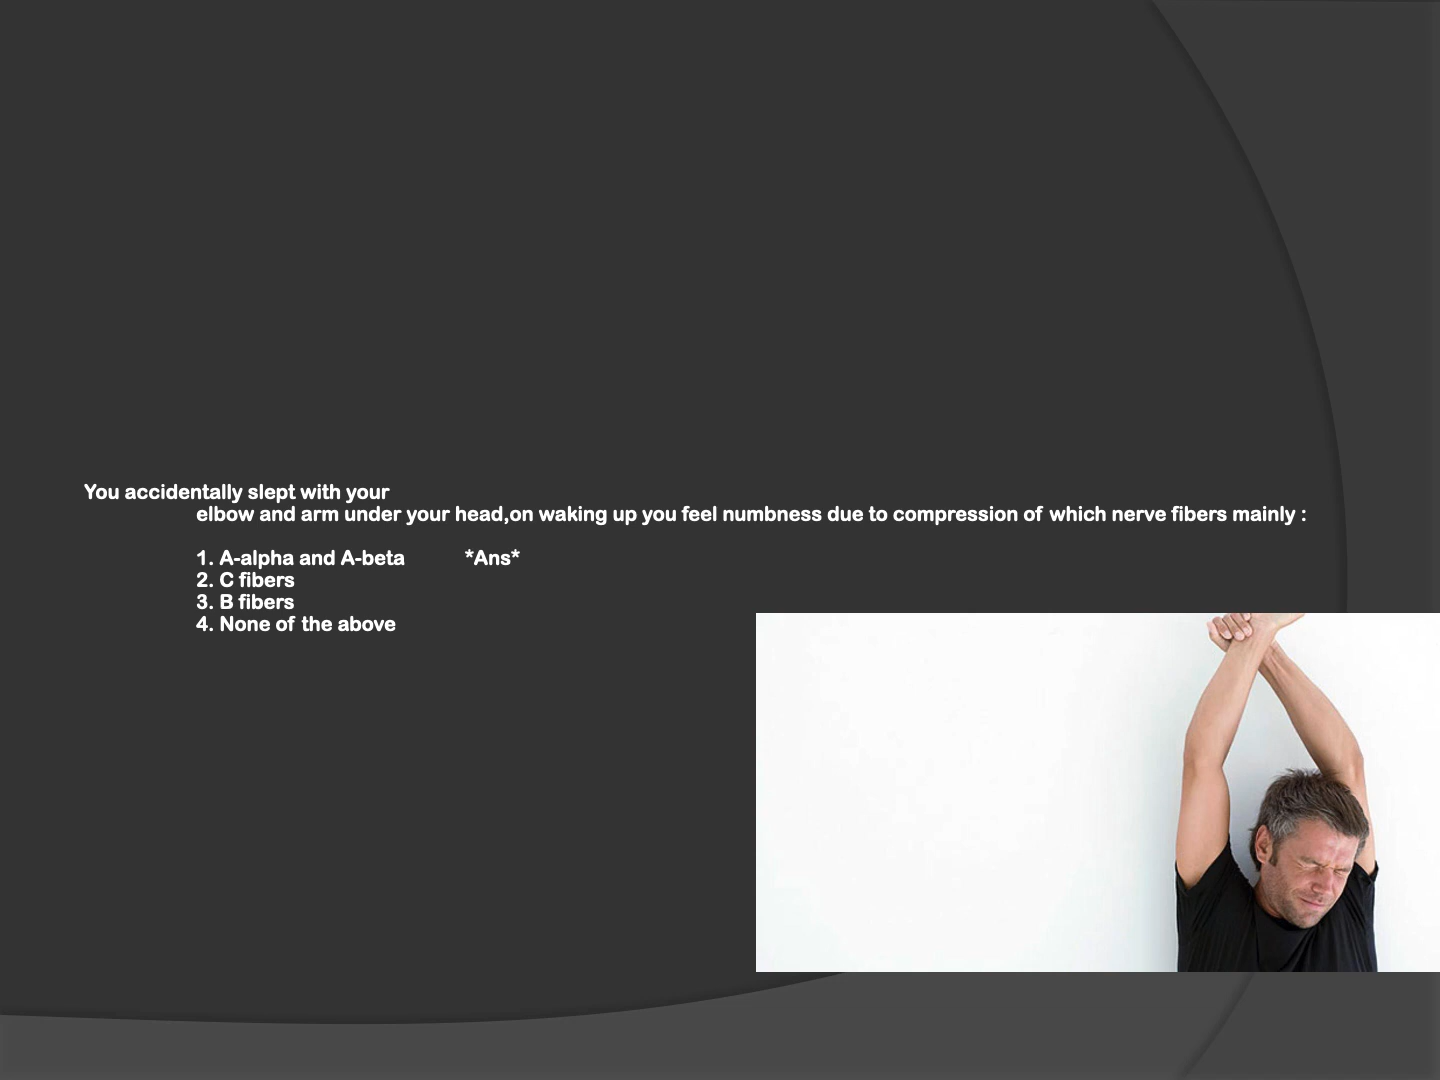 You accidentally slept with your
elbow and arm under your head,on waking up you feel numbness due to compression of which nerve fibers mainly :
1. A-alpha and A-beta *Ans*
2. C fibers
3. B fibers
4. None of the above